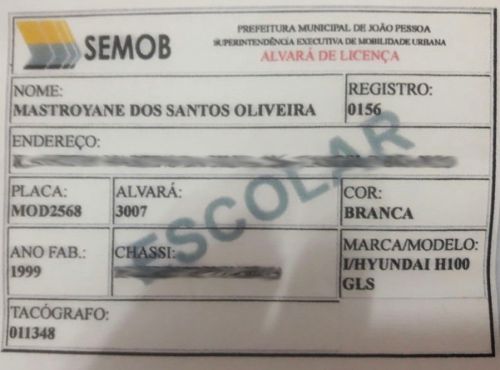 SEMOB
PREFEITURA MUNICIPAL DE JOÃO PESSOA
SUPERINTENDÊNCIA EXECUTIVA DE MOBILIDADE URBANA
ALVARÁ DE LICENÇA
NOME:
MASTROYANE DOS SANTOS OLIVEIRA
REGISTRO:
0156
ENDEREÇO:
PLACA:
MOD2568
ALVARÁ:
3007
COR:
BRANCA
ESCOLAR
ANO FAB.:
1999
CHASSI:
MARCA/MODELO:
I/HYUNDAI H100
GLS
TACÓGRAFO:
011348